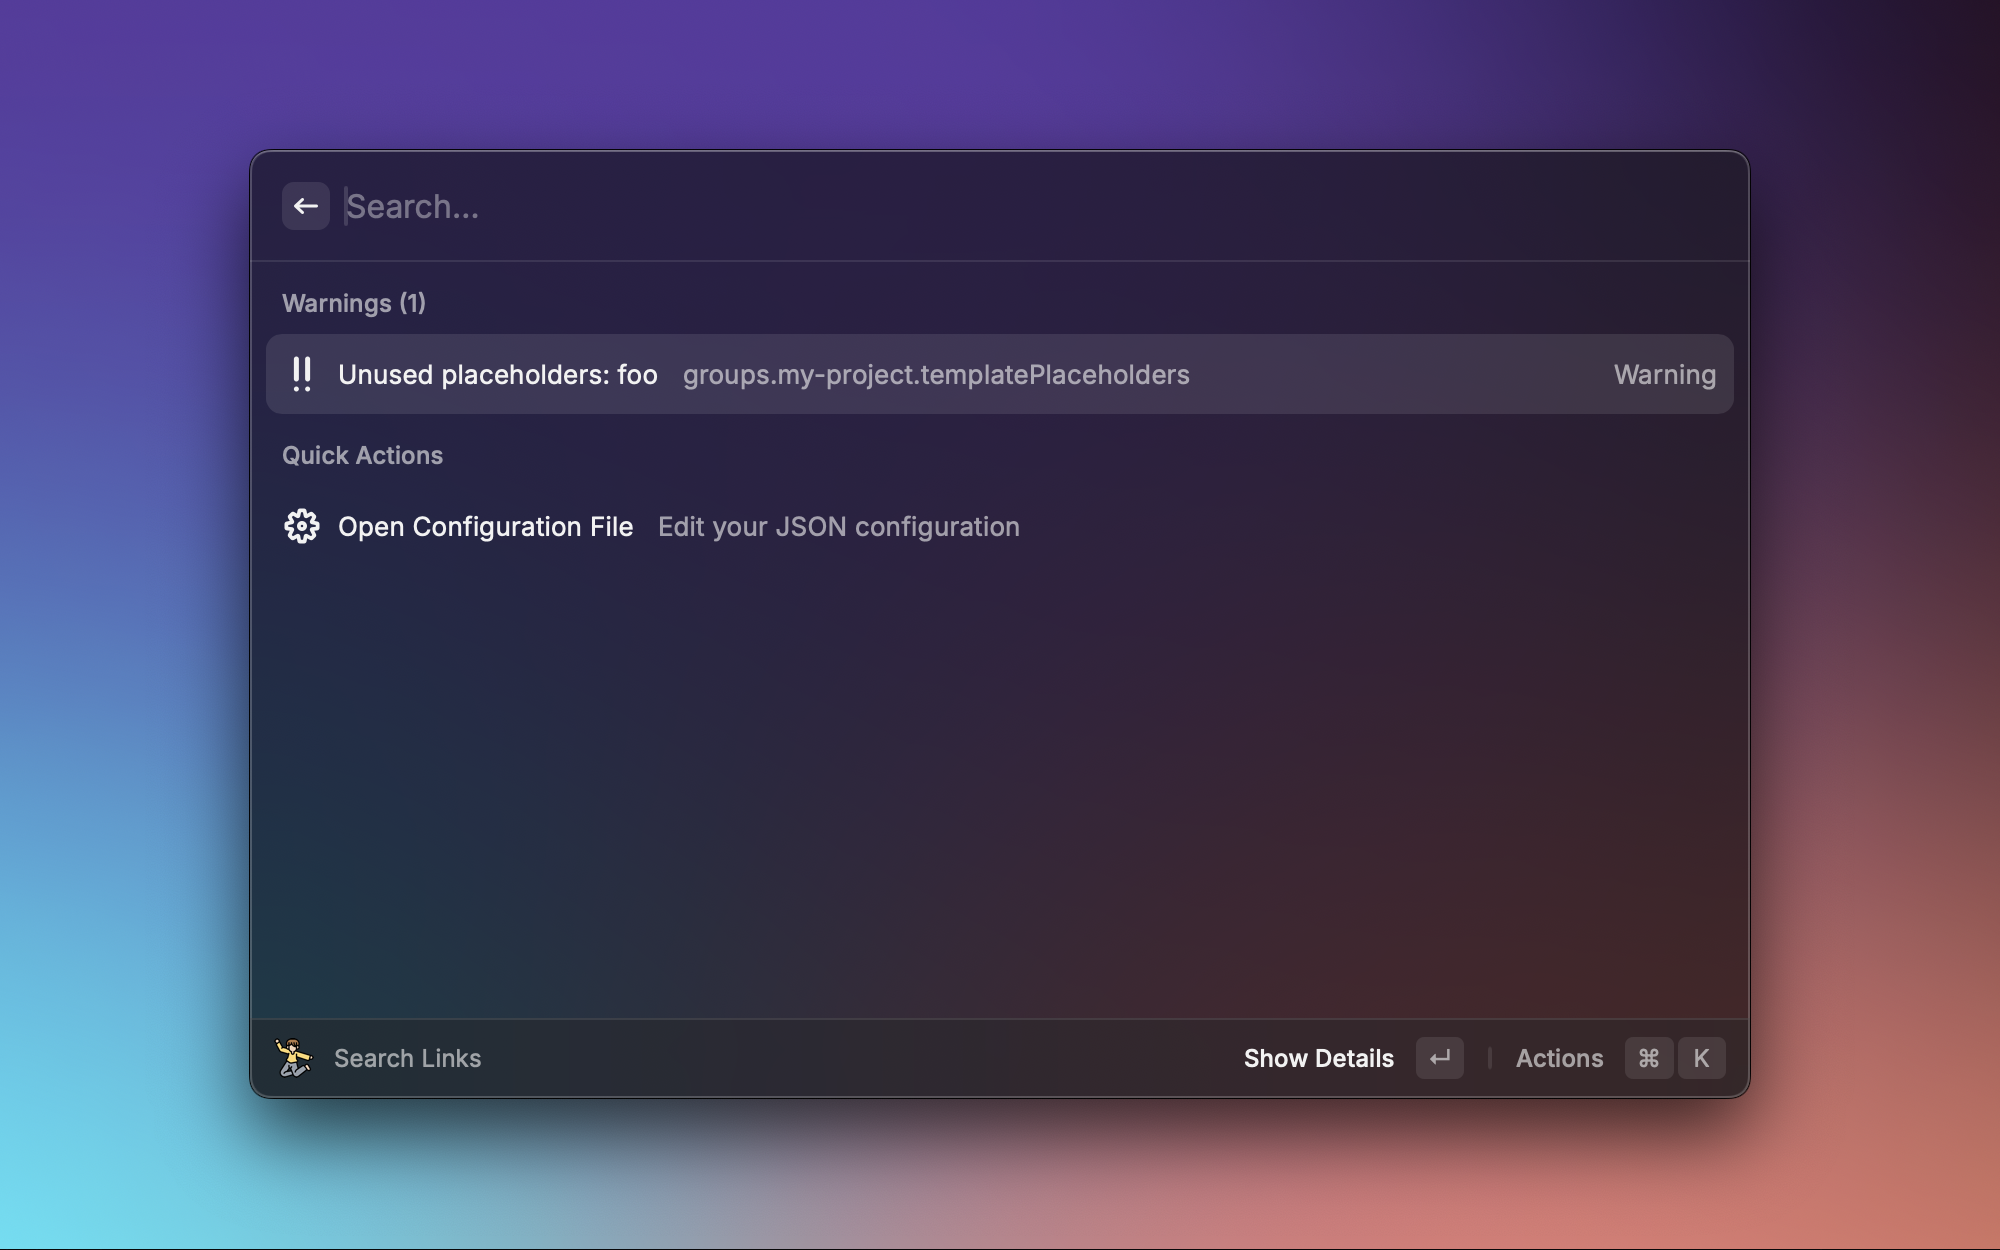 Search...
Warnings (1)
Unused placeholders: foo groups.my-project.templatePlaceholders Warning
Quick Actions
Open Configuration File Edit your JSON configuration
Search Links Show Details ↵ Actions ⌘ K